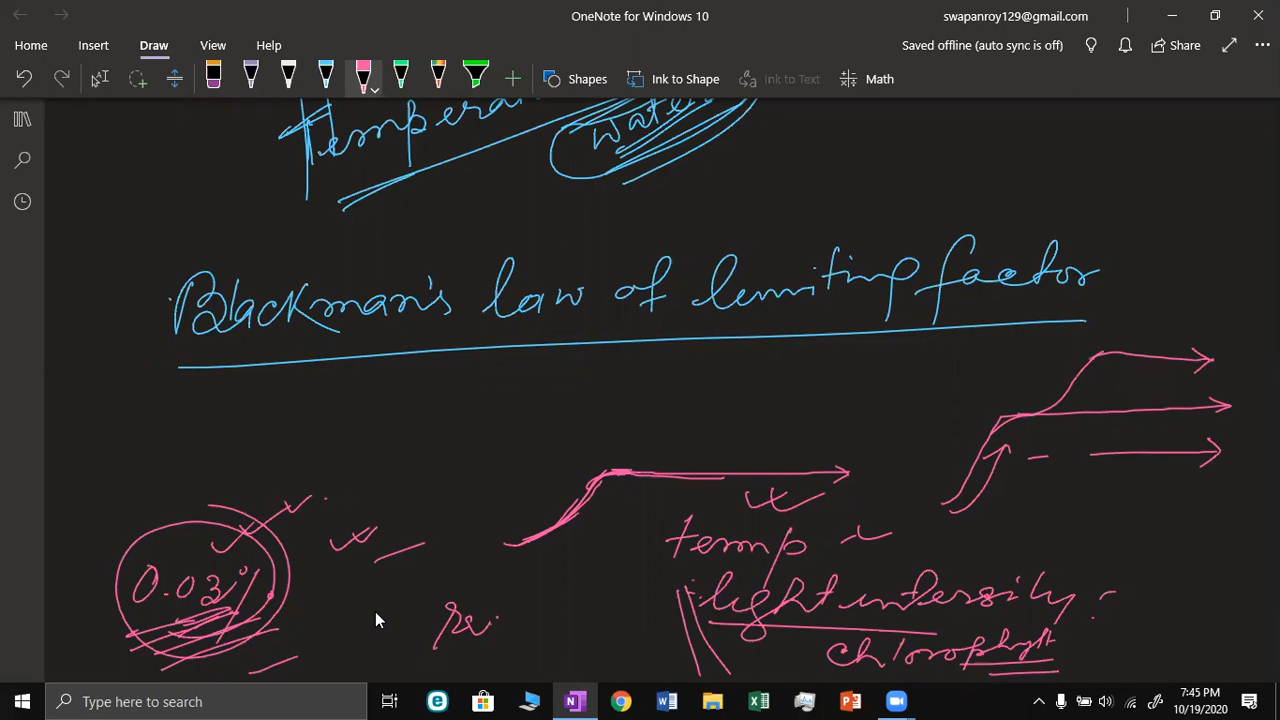 OneNote for Windows 10
swapanroy129@gmail.com
Home Insert Draw View Help
Saved offline (auto sync is off)
Share
Shapes
Ink to Shape
Ink to Text
Math
Tempera
water
Blackman's law of limiting factor
0.03%
temp
light intensity
chlorophyll
Type here to search
:45 PM
10/19/2020